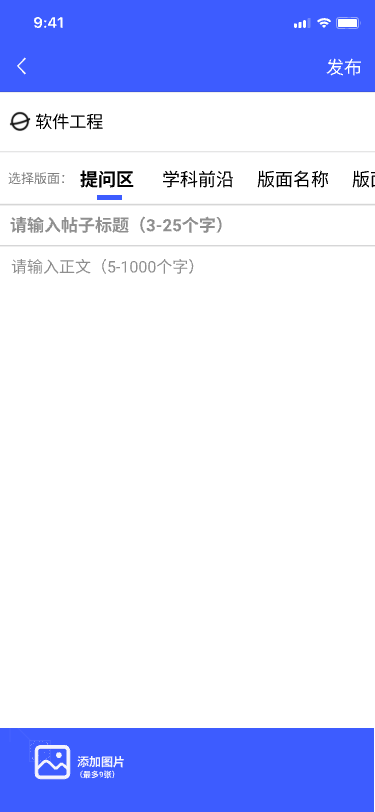 9:41
发布
软件工程
选择版面: 提问区 学科前沿 版面名称 版
请输入帖子标题（3-25个字）
请输入正文（5-1000个字）
添加图片
（最多9张）